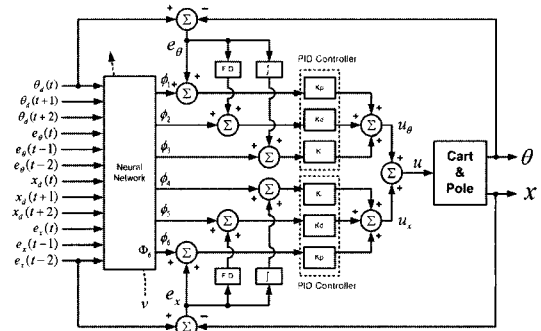 e_θ
PID Controller
F.D
∫
θ_d(t)
θ_d(t+1)
θ_d(t+2)
e_θ(t)
e_θ(t−1)
e_θ(t−2)
x_d(t)
x_d(t+1)
x_d(t+2)
e_x(t)
e_x(t−1)
e_x(t−2)
Neural
Network
Φ_6
v
ϕ_1
ϕ_2
ϕ_3
ϕ_4
ϕ_5
ϕ_6
Σ
Σ
Σ
Σ
Σ
Σ
Σ
Σ
Kp
Kd
K
K
Kd
Kp
Σ
Σ
Σ
u_θ
u
u_x
Cart
&
Pole
θ
x
F.D
∫
PID Controller
e_x